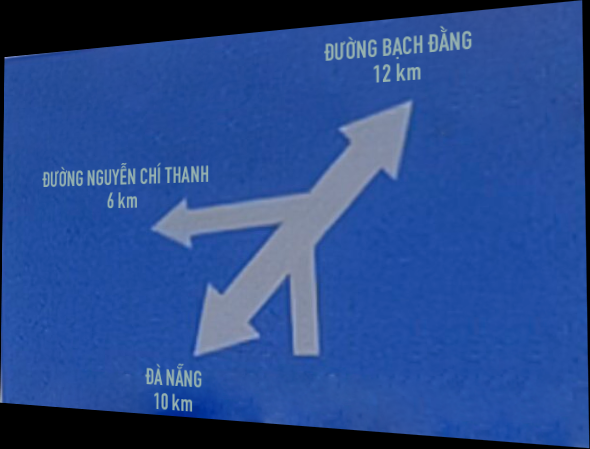 ĐƯỜNG BẠCH ĐẰNG
12 km
ĐƯỜNG NGUYỄN CHÍ THANH
6 km
ĐÀ NẴNG
10 km